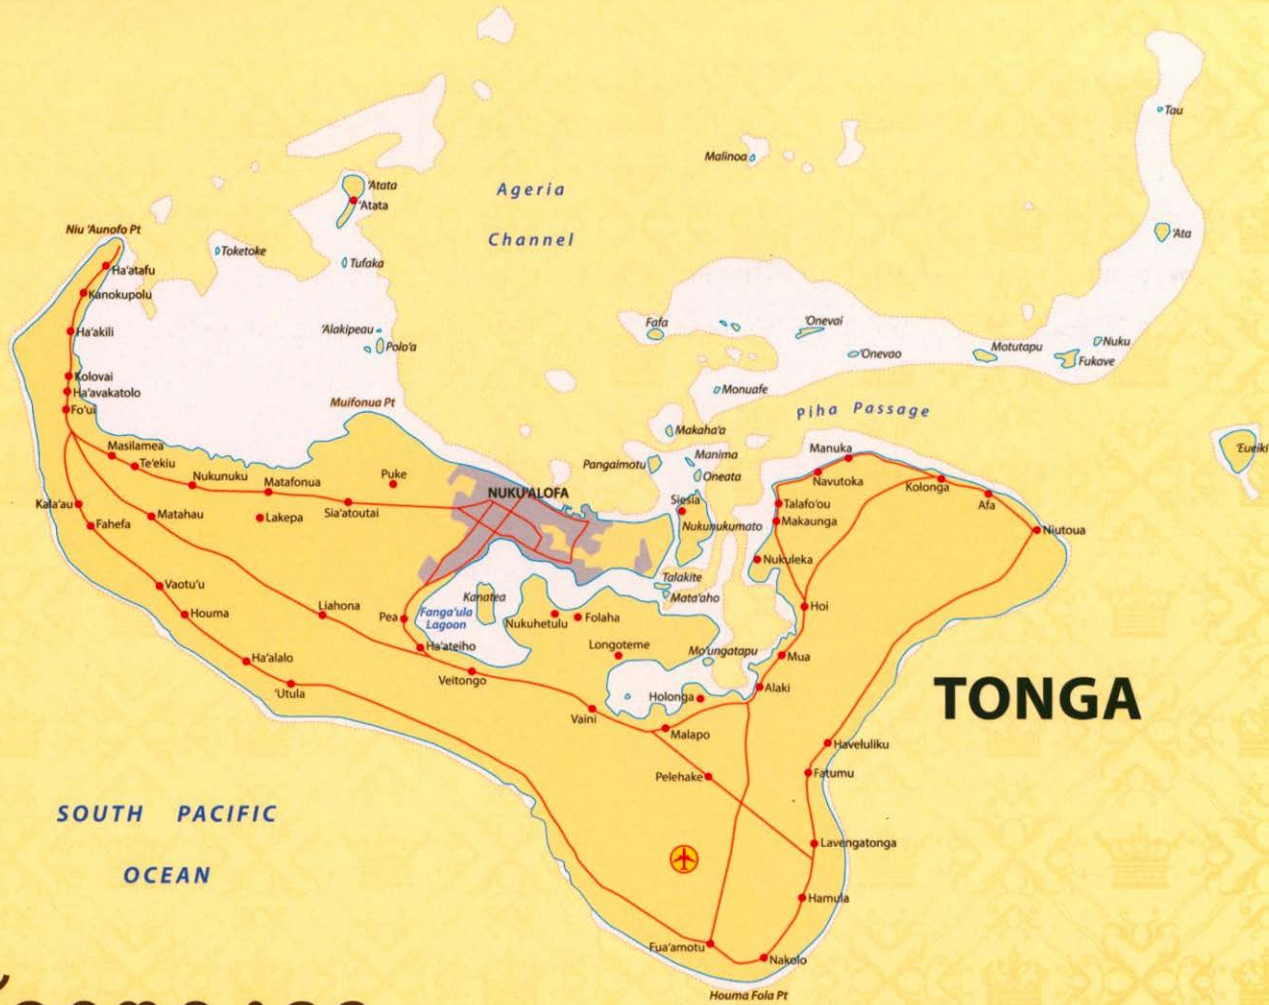 Tau
Malinoa
Ageria
Channel
'Atata
'Atata
Niu 'Aunofo Pt
Toketoke
Tufaka
'Ata
Ha'atafu
Kanokupolu
Ha'akili
'Alakipeau
Polo'a
Fafa
'Onevai
'Onevao
Motutapu
Nuku
Fukave
Kolovai
Ha'avakatolo
Fo'ui
Monuafe
Muifonua Pt
Piha Passage
Makaha'a
Masilamea
Te'ekiu
Nukunuku
Matafonua
Puke
Pangaimotu
Manima
Oneata
Manuka
Navutoka
Kolonga
Afa
'Eueiki
NUKU'ALOFA
Siesia
Nukunukumato
Talafo'ou
Makaunga
Niutoua
Kala'au
Fahefa
Matahau
Lakepa
Sia'atoutai
Nukuleka
Talakite
Mata'aho
Vaotu'u
Houma
Liahona
Pea
Fanga'ula
Lagoon
Kanatea
Nukuhetulu
Folaha
Hoi
Ha'ateiho
Longoteme
Mo'ungatapu
Mua
Ha'alalo
'Utula
Veitongo
Holonga
Alaki
TONGA
Vaini
Malapo
Haveluliku
Pelehake
Fatumu
SOUTH PACIFIC
OCEAN
Lavengatonga
Hamula
Eua'amotu
Nakolo
Houma Fola Pt